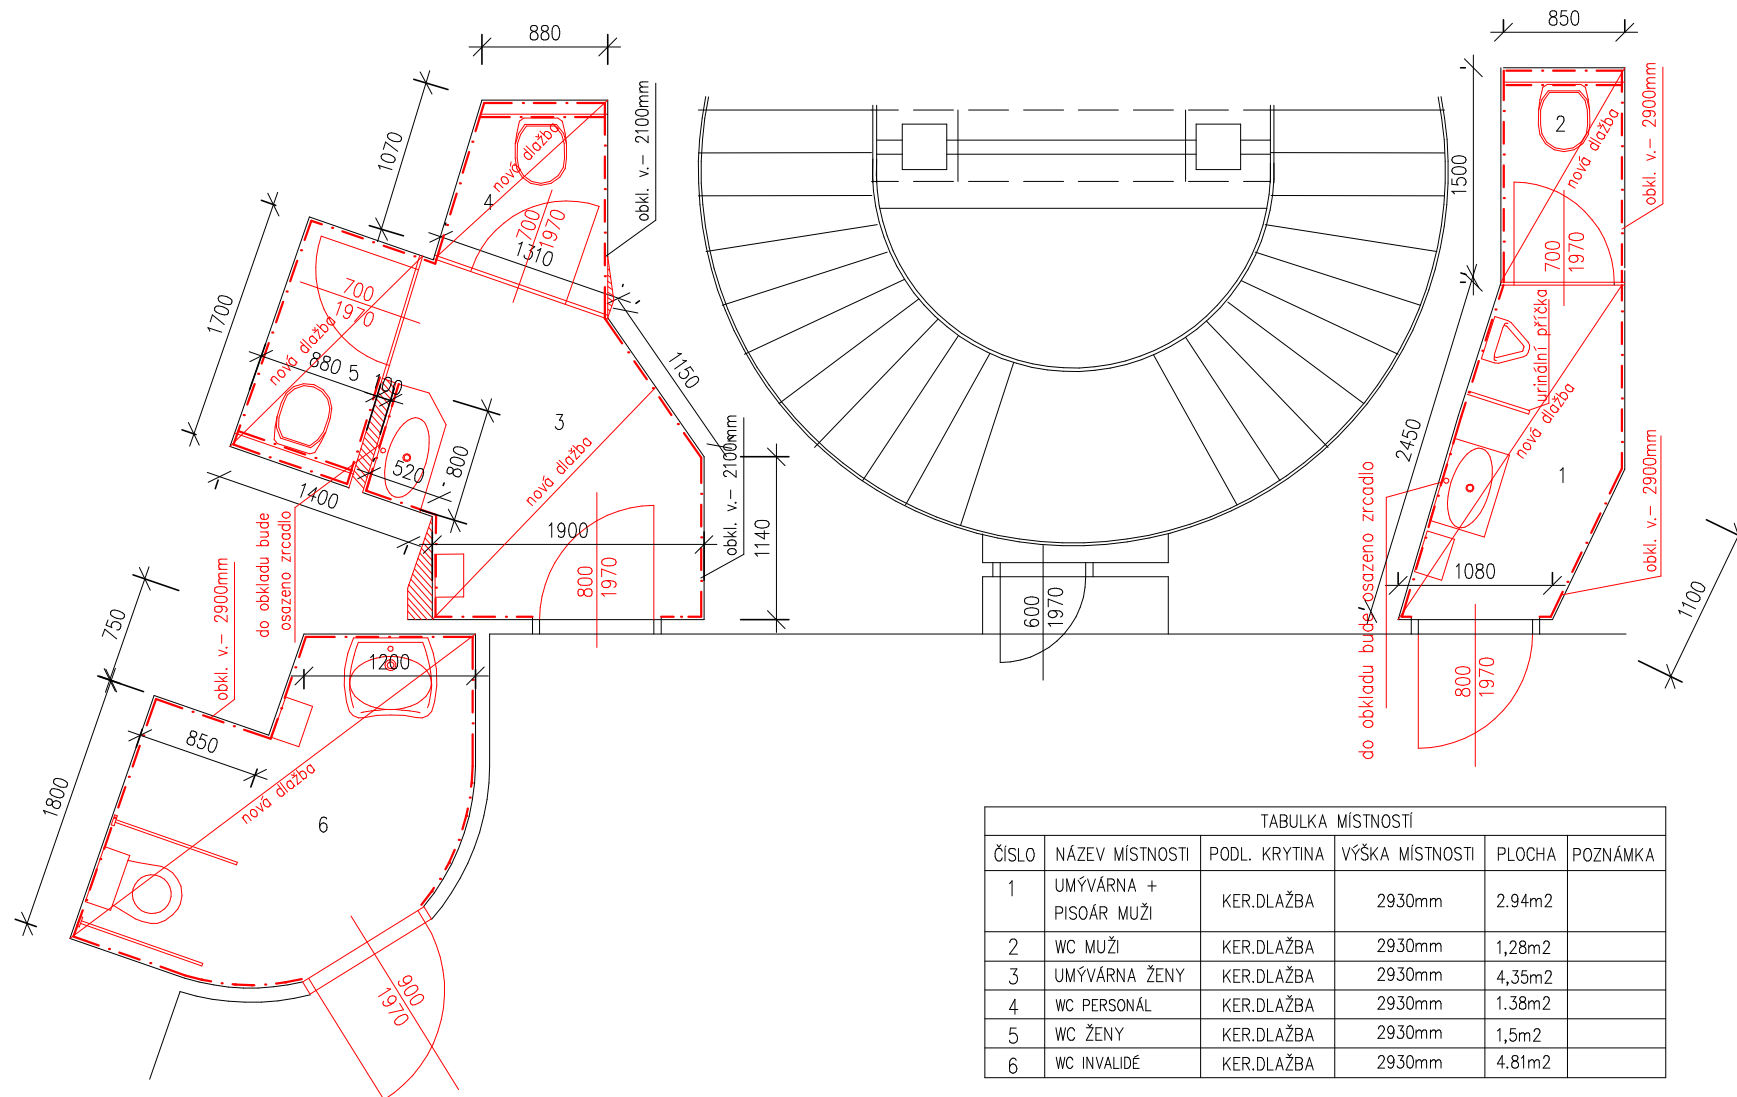 880
850
1070
obkl. v.– 2100mm
nová dlažba
4
700
1970
1310
2
nová dlažba
obkl. v.– 2900mm
1500
700
1970
1700
700
1970
nová dlažba
880
5
100
1150
3
800
520
nová dlažba
obkl. v.– 2100mm
1400
1900
1140
800
1970
do obkladu bude
osazeno zrcadlo
obkl. v.– 2900mm
750
1200
850
1800
nová dlažba
6
900
1970
600
1970
urinální příčka
nová dlažba
2450
1
do obkladu bude osazeno zrcadlo
obkl. v.– 2900mm
1080
1100
800
1970
TABULKA MÍSTNOSTÍ
ČÍSLO NÁZEV MÍSTNOSTI PODL. KRYTINA VÝŠKA MÍSTNOSTI PLOCHA POZNÁMKA
1 UMÝVÁRNA +
PISOÁR MUŽI KER.DLAŽBA 2930mm 2.94m2
2 WC MUŽI KER.DLAŽBA 2930mm 1,28m2
3 UMÝVÁRNA ŽENY KER.DLAŽBA 2930mm 4,35m2
4 WC PERSONÁL KER.DLAŽBA 2930mm 1.38m2
5 WC ŽENY KER.DLAŽBA 2930mm 1,5m2
6 WC INVALIDÉ KER.DLAŽBA 2930mm 4.81m2